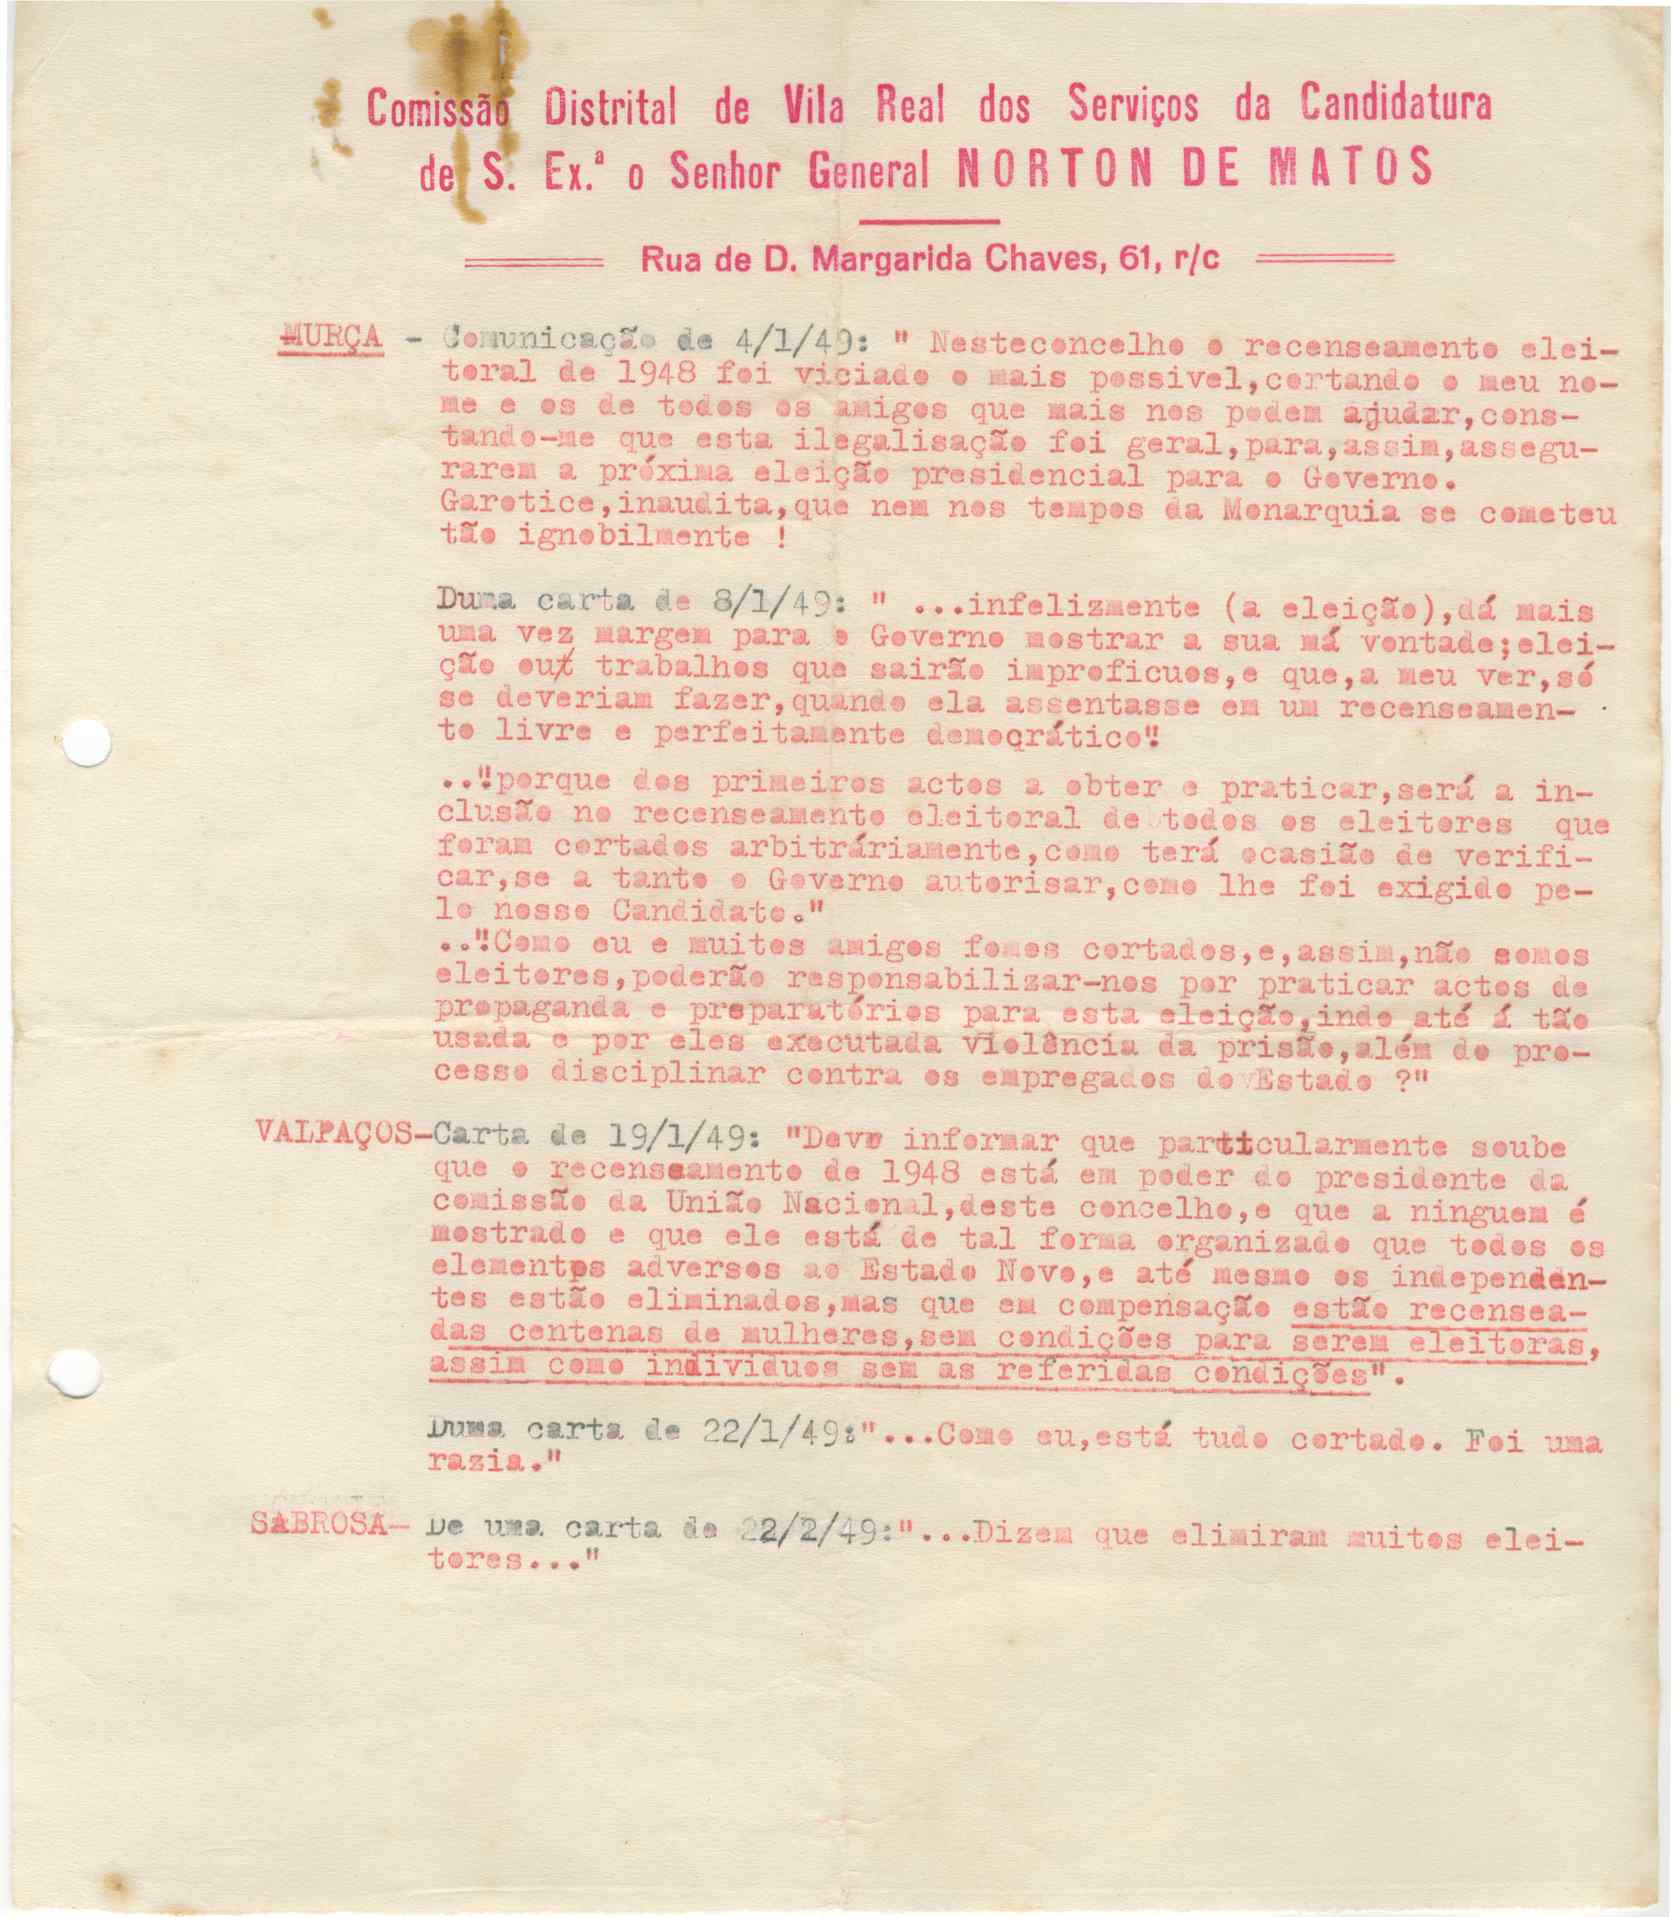 Comissão Distrital de Vila Real dos Serviços da Candidatura
de S. Ex.ª o Senhor General NORTON DE MATOS
Rua de D. Margarida Chaves, 61, r/c
MURÇA - Comunicação de 4/1/49: " Nesteconcelho o recenseamento elei-
toral de 1948 foi viciado o mais possivel,cortando o meu no-
me e os de todos os amigos que mais nos podem ajudar,cons-
tando-me que esta ilegalisação foi geral,para,assim,assegu-
rarem a próxima eleição presidencial para o Governo.
Garotice,inaudita,que nem nos tempos da Monarquia se cometeu
tão ignobilmente !
Duma carta de 8/1/49: " ...infelizmente (a eleição),dá mais
uma vez margem para o Governo mostrar a sua má vontade;elei-
ção out trabalhos que sairão improficuos,e que,a meu ver,só
se deveriam fazer,quando ela assentasse em um recenseamen-
to livre e perfeitamente democrático".
..."porque dos primeiros actos a obter e praticar,será a in-
clusão no recenseamento eleitoral de todos os eleitores que
foram cortados arbitráriamente,como terá ocasião de verifi-
car,se a tanto o Governo autorisar,como lhe foi exigido pe-
lo nosso Candidato."
..."Como eu e muitos amigos fomos cortados,e,assim,não somos
eleitores,poderão responsabilizar-nos por praticar actos de
propaganda e preparatórios para esta eleição,indo até á tão
usada e por eles executada violência da prisão,além do pro-
cesso disciplinar contra os empregados do Estado ?"
VALPAÇOS-Carta de 19/1/49: "Devo informar que particularmente soube
que o recenseamento de 1948 está em poder do presidente da
comissão da União Nacional,deste concelho,e que a ninguem é
mostrado e que ele está de tal forma organizado que todos os
elementos adversos ao Estado Novo,e até mesmo os independen-
tes estão eliminados,mas que em compensação estão recensea-
das centenas de mulheres,sem condições para serem eleitoras,
assim como individuos sem as referidas condições".
Duma carta de 22/1/49:"...Como eu,está tudo cortado. Foi uma
razia."
SABROSA- De uma carta de 22/2/49:"...Dizem que elimiram muitos elei-
tores..."